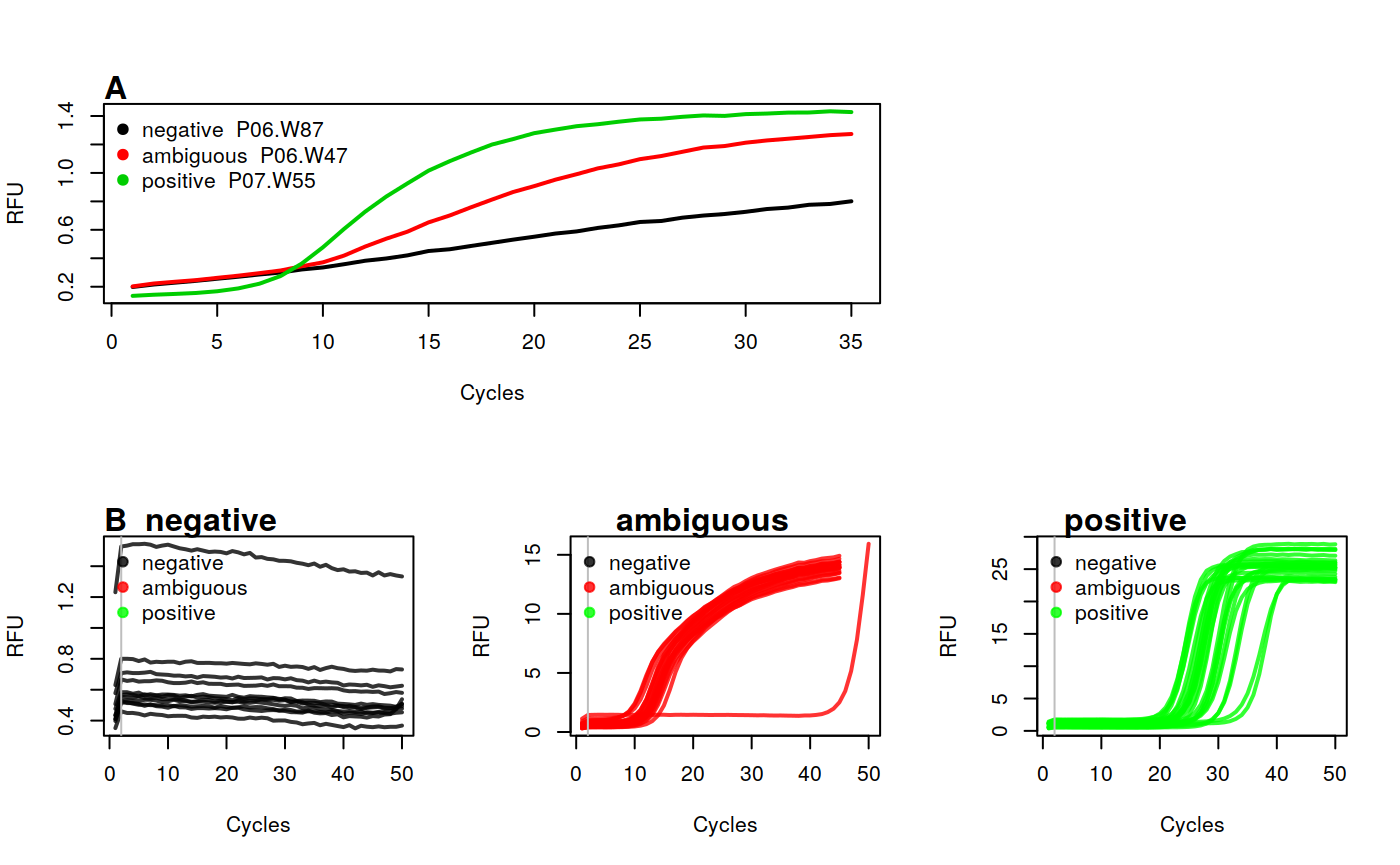 A
RFU
1.4
1.0
0.6
0.2
negative P06.W87
ambiguous P06.W47
positive P07.W55
0 5 10 15 20 25 30 35
Cycles
B negative
RFU
1.2
0.8
0.4
negative
ambiguous
positive
0 10 20 30 40 50
Cycles
ambiguous
RFU
15
10
5
0
negative
ambiguous
positive
0 10 20 30 40 50
Cycles
positive
RFU
25
15
5
0
negative
ambiguous
positive
0 10 20 30 40 50
Cycles